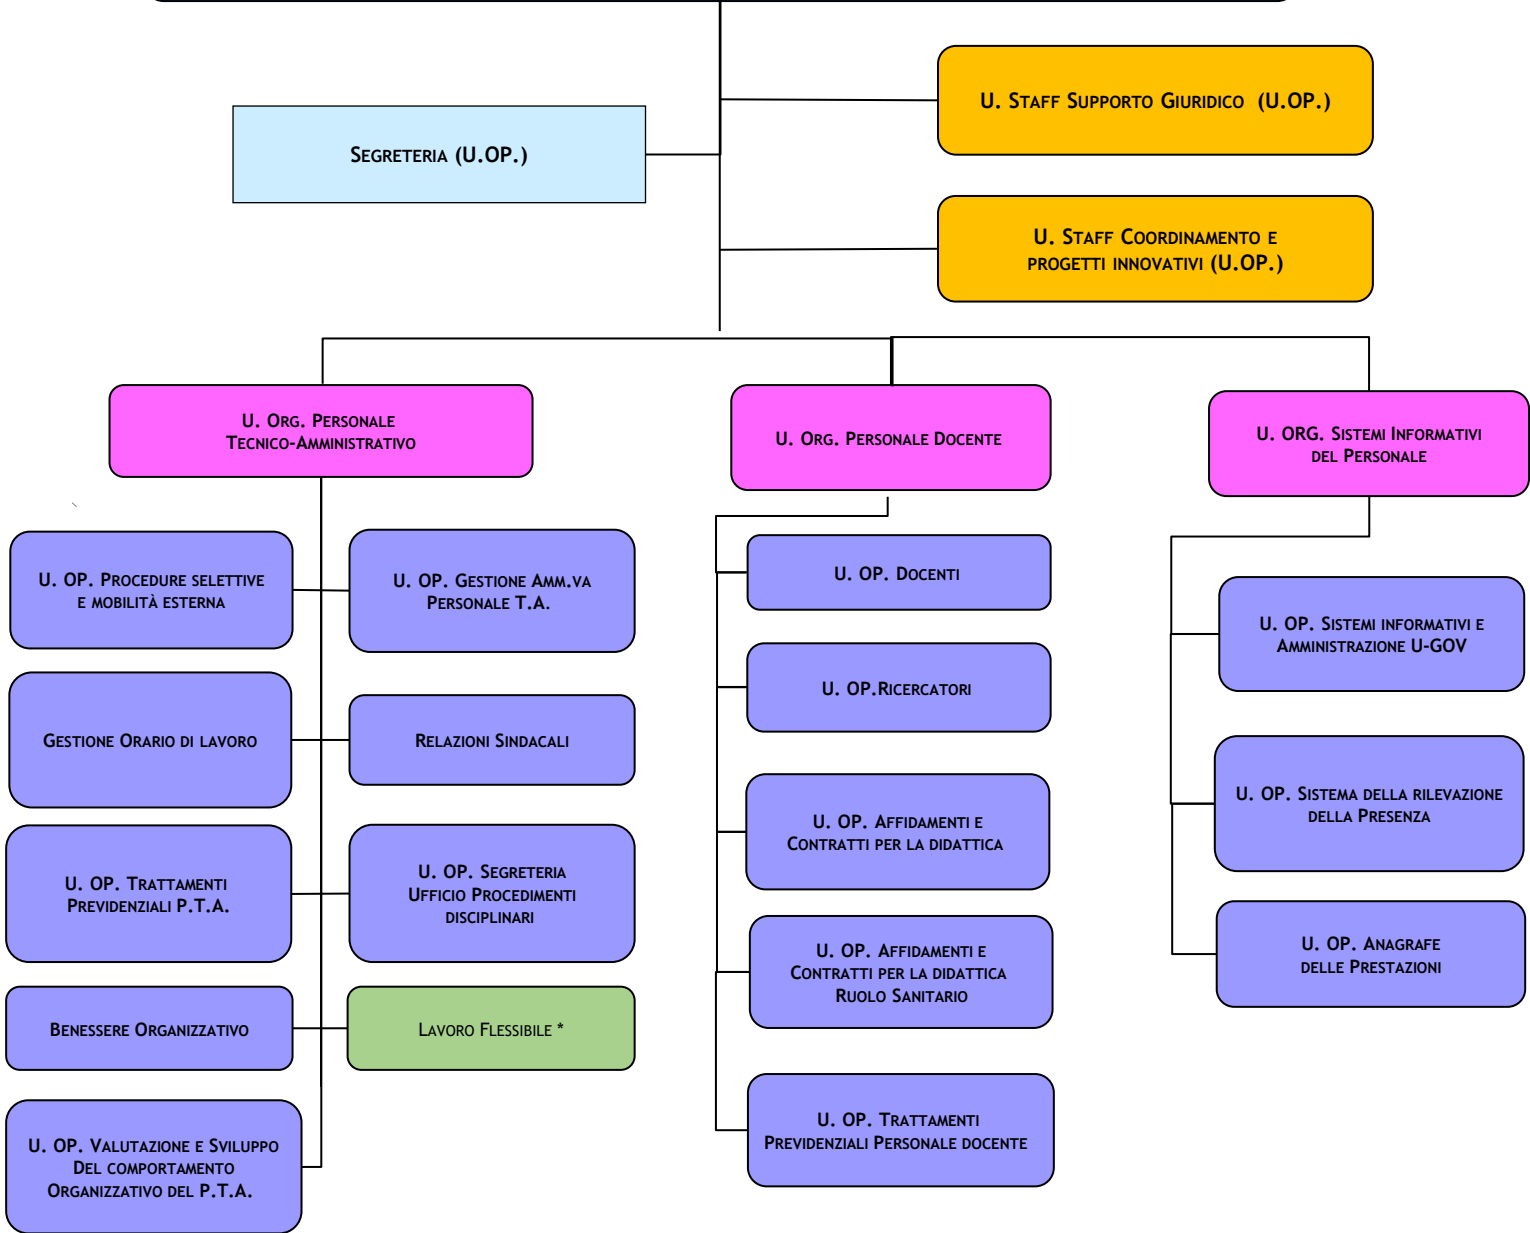 U. Staff Supporto Giuridico (U.OP.)
Segreteria (U.OP.)
U. Staff Coordinamento e
progetti innovativi (U.OP.)
U. Org. Personale
Tecnico-Amministrativo
U. Org. Personale Docente
U. ORG. Sistemi Informativi
del Personale
U. OP. Procedure selettive
e mobilità esterna
U. OP. Gestione Amm.va
Personale T.A.
Gestione Orario di lavoro
Relazioni Sindacali
U. OP. Trattamenti
Previdenziali P.T.A.
U. OP. Segreteria
Ufficio Procedimenti
disciplinari
Benessere Organizzativo
Lavoro Flessibile *
U. OP. Valutazione e Sviluppo
Del comportamento
Organizzativo del P.T.A.
U. OP. Docenti
U. OP.Ricercatori
U. OP. Affidamenti e
Contratti per la didattica
U. OP. Affidamenti e
Contratti per la didattica
Ruolo Sanitario
U. OP. Trattamenti
Previdenziali Personale docente
U. OP. Sistemi informativi e
Amministrazione U-GOV
U. OP. Sistema della rilevazione
della Presenza
U. OP. Anagrafe
delle Prestazioni